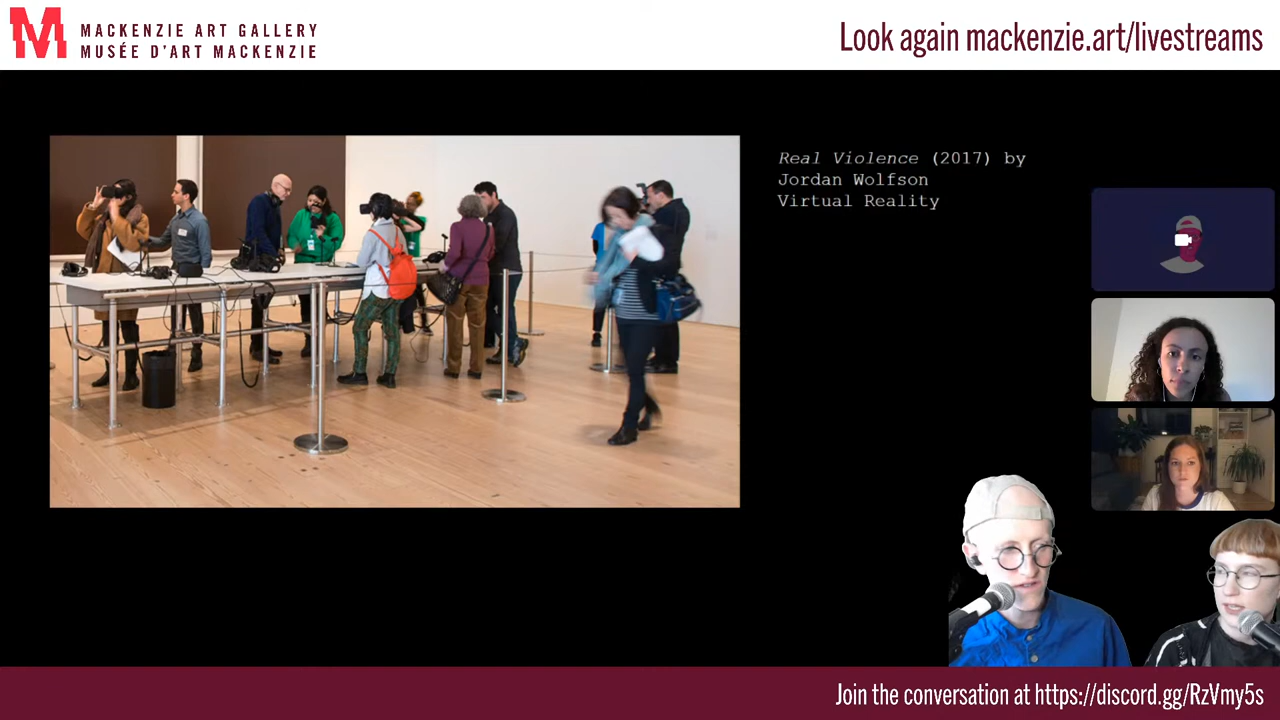 MACKENZIE ART GALLERY
MUSÉE D'ART MACKENZIE
Look again mackenzie.art/livestreams
Real Violence (2017) by
Jordan Wolfson
Virtual Reality
Join the conversation at https://discord.gg/RzVmy5s